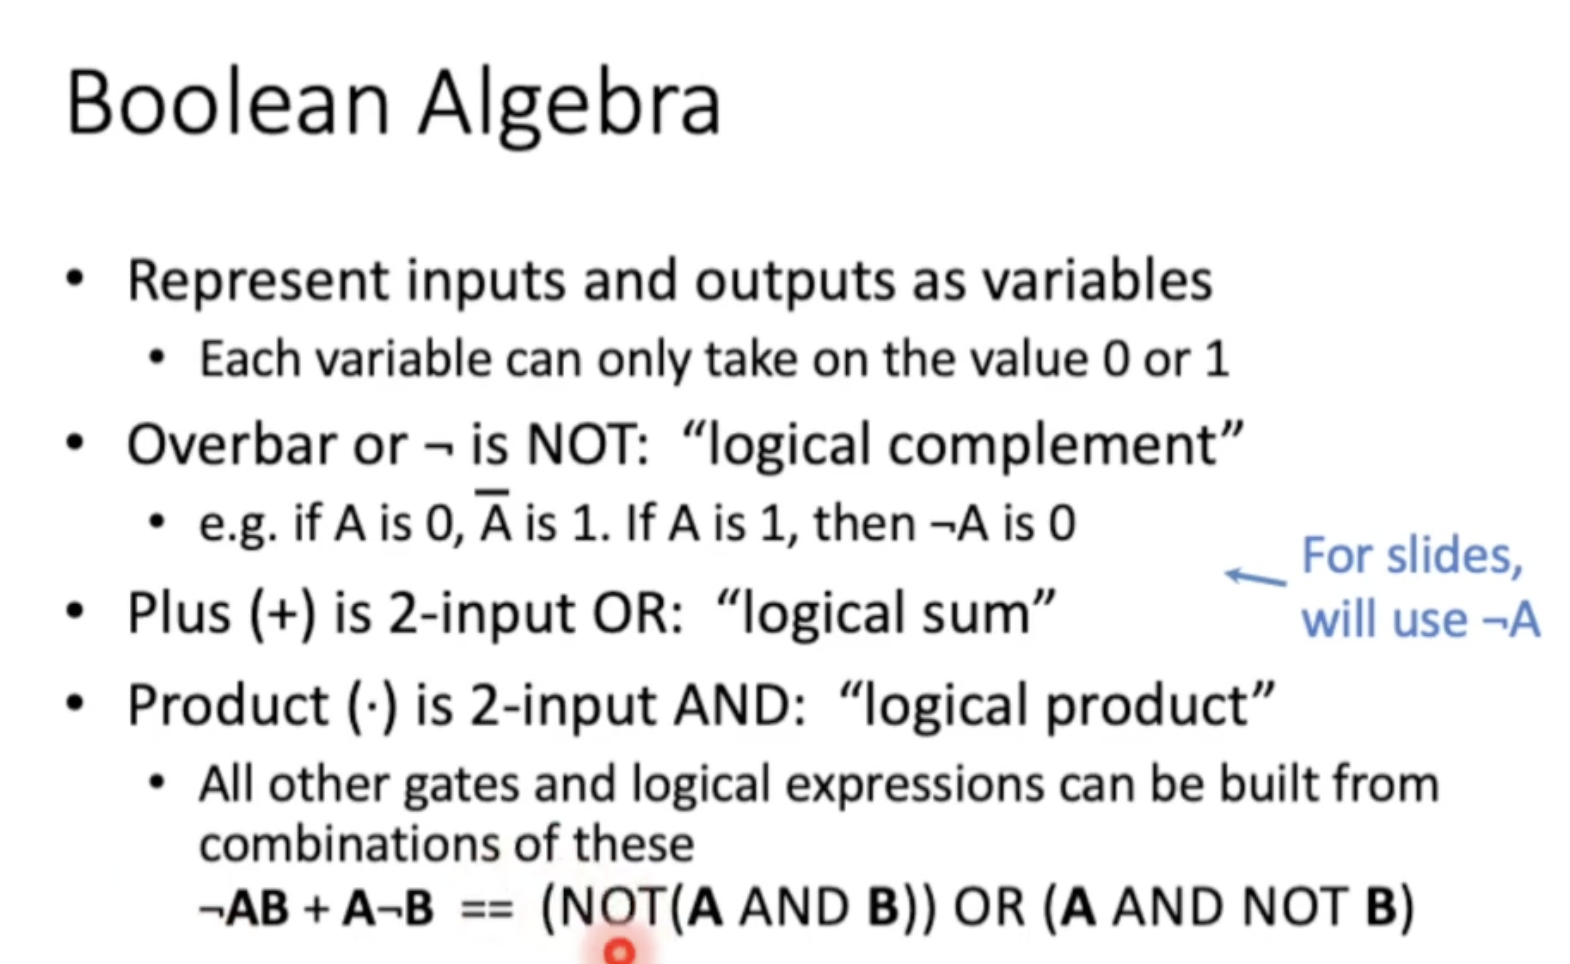 Boolean Algebra
• Represent inputs and outputs as variables
• Each variable can only take on the value 0 or 1
• Overbar or ¬ is NOT: “logical complement”
• e.g. if A is 0, A̅ is 1. If A is 1, then ¬A is 0
For slides,
will use ¬A
• Plus (+) is 2-input OR: “logical sum”
• Product (·) is 2-input AND: “logical product”
• All other gates and logical expressions can be built from
combinations of these
¬AB + A¬B == (NOT(A AND B)) OR (A AND NOT B)